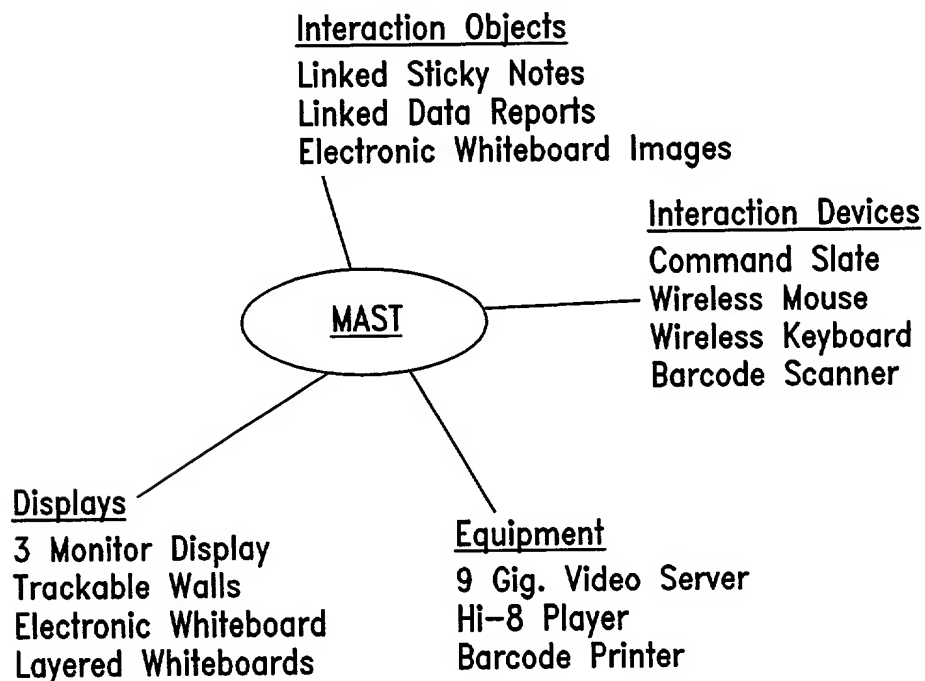 Interaction Objects
Linked Sticky Notes
Linked Data Reports
Electronic Whiteboard Images
Interaction Devices
Command Slate
Wireless Mouse
Wireless Keyboard
Barcode Scanner
MAST
Displays
3 Monitor Display
Trackable Walls
Electronic Whiteboard
Layered Whiteboards
Equipment
9 Gig. Video Server
Hi-8 Player
Barcode Printer